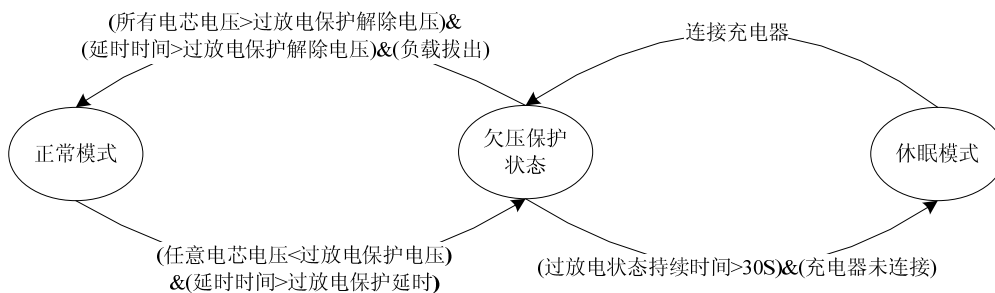 (所有电芯电压>过放电保护解除电压)&
(延时时间>过放电保护解除电压)&(负载拔出)
连接充电器
正常模式
欠压保护
状态
休眠模式
(任意电芯电压<过放电保护电压)
&(延时时间>过放电保护延时)
(过放电状态持续时间>30S)&(充电器未连接)